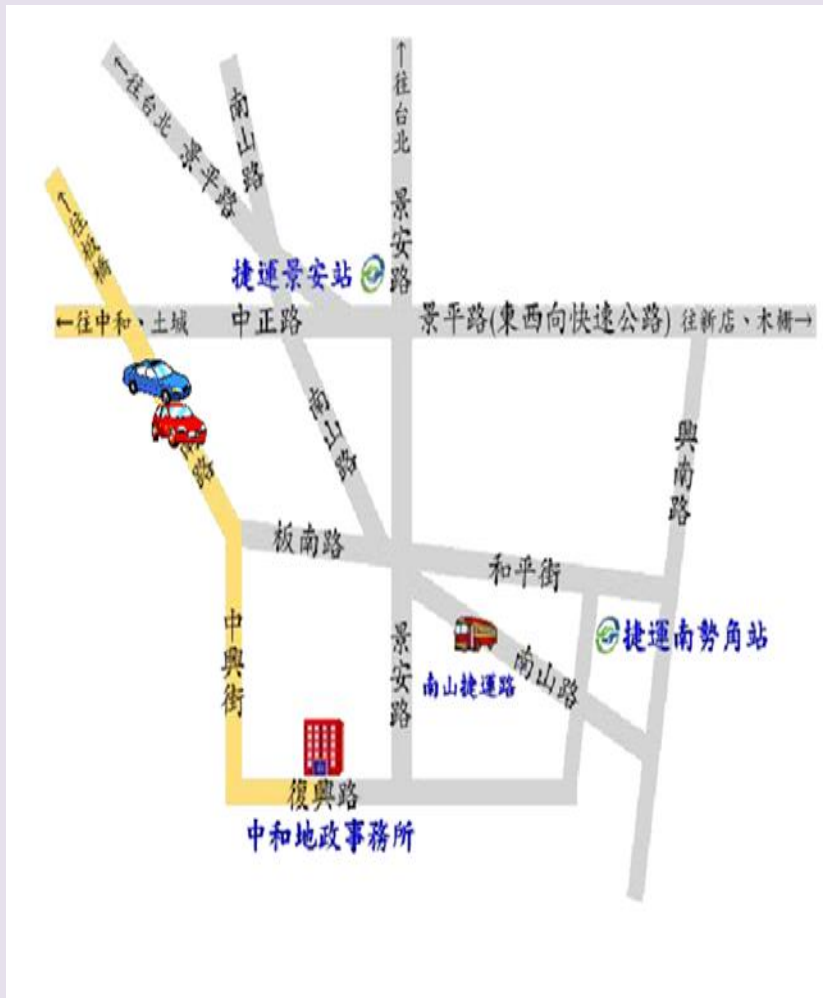 ←往台北 景平路
南山路
↑往台北 景安路
↑往板橋
捷運景安站
←往中和、土城 中正路
景平路(東西向快速公路) 往新店、木柵→
南山路
興南路
路
板南路
和平街
中興街
景安路
捷運南勢角站
南山路
南山捷運路
復興路
中和地政事務所